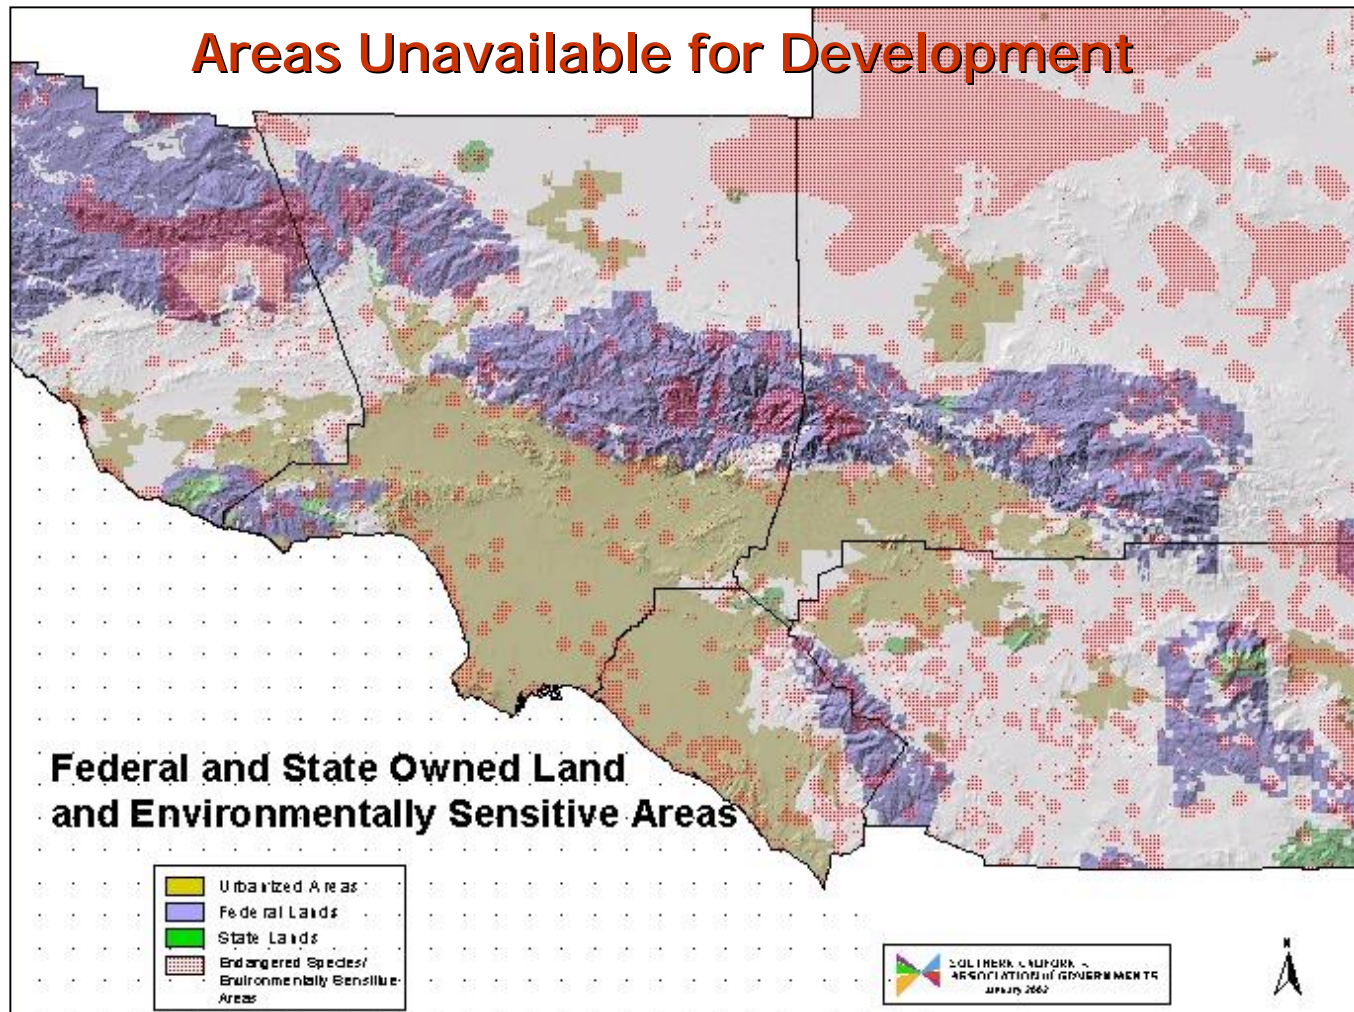 Areas Unavailable for Development
Federal and State Owned Land
and Environmentally Sensitive Areas
Urbanized Areas
Federal Lands
State Lands
Endangered Species/
Environmentally Sensitive
Areas
N
SOUTHERN CALIFORNIA
ASSOCIATION of GOVERNMENTS
January